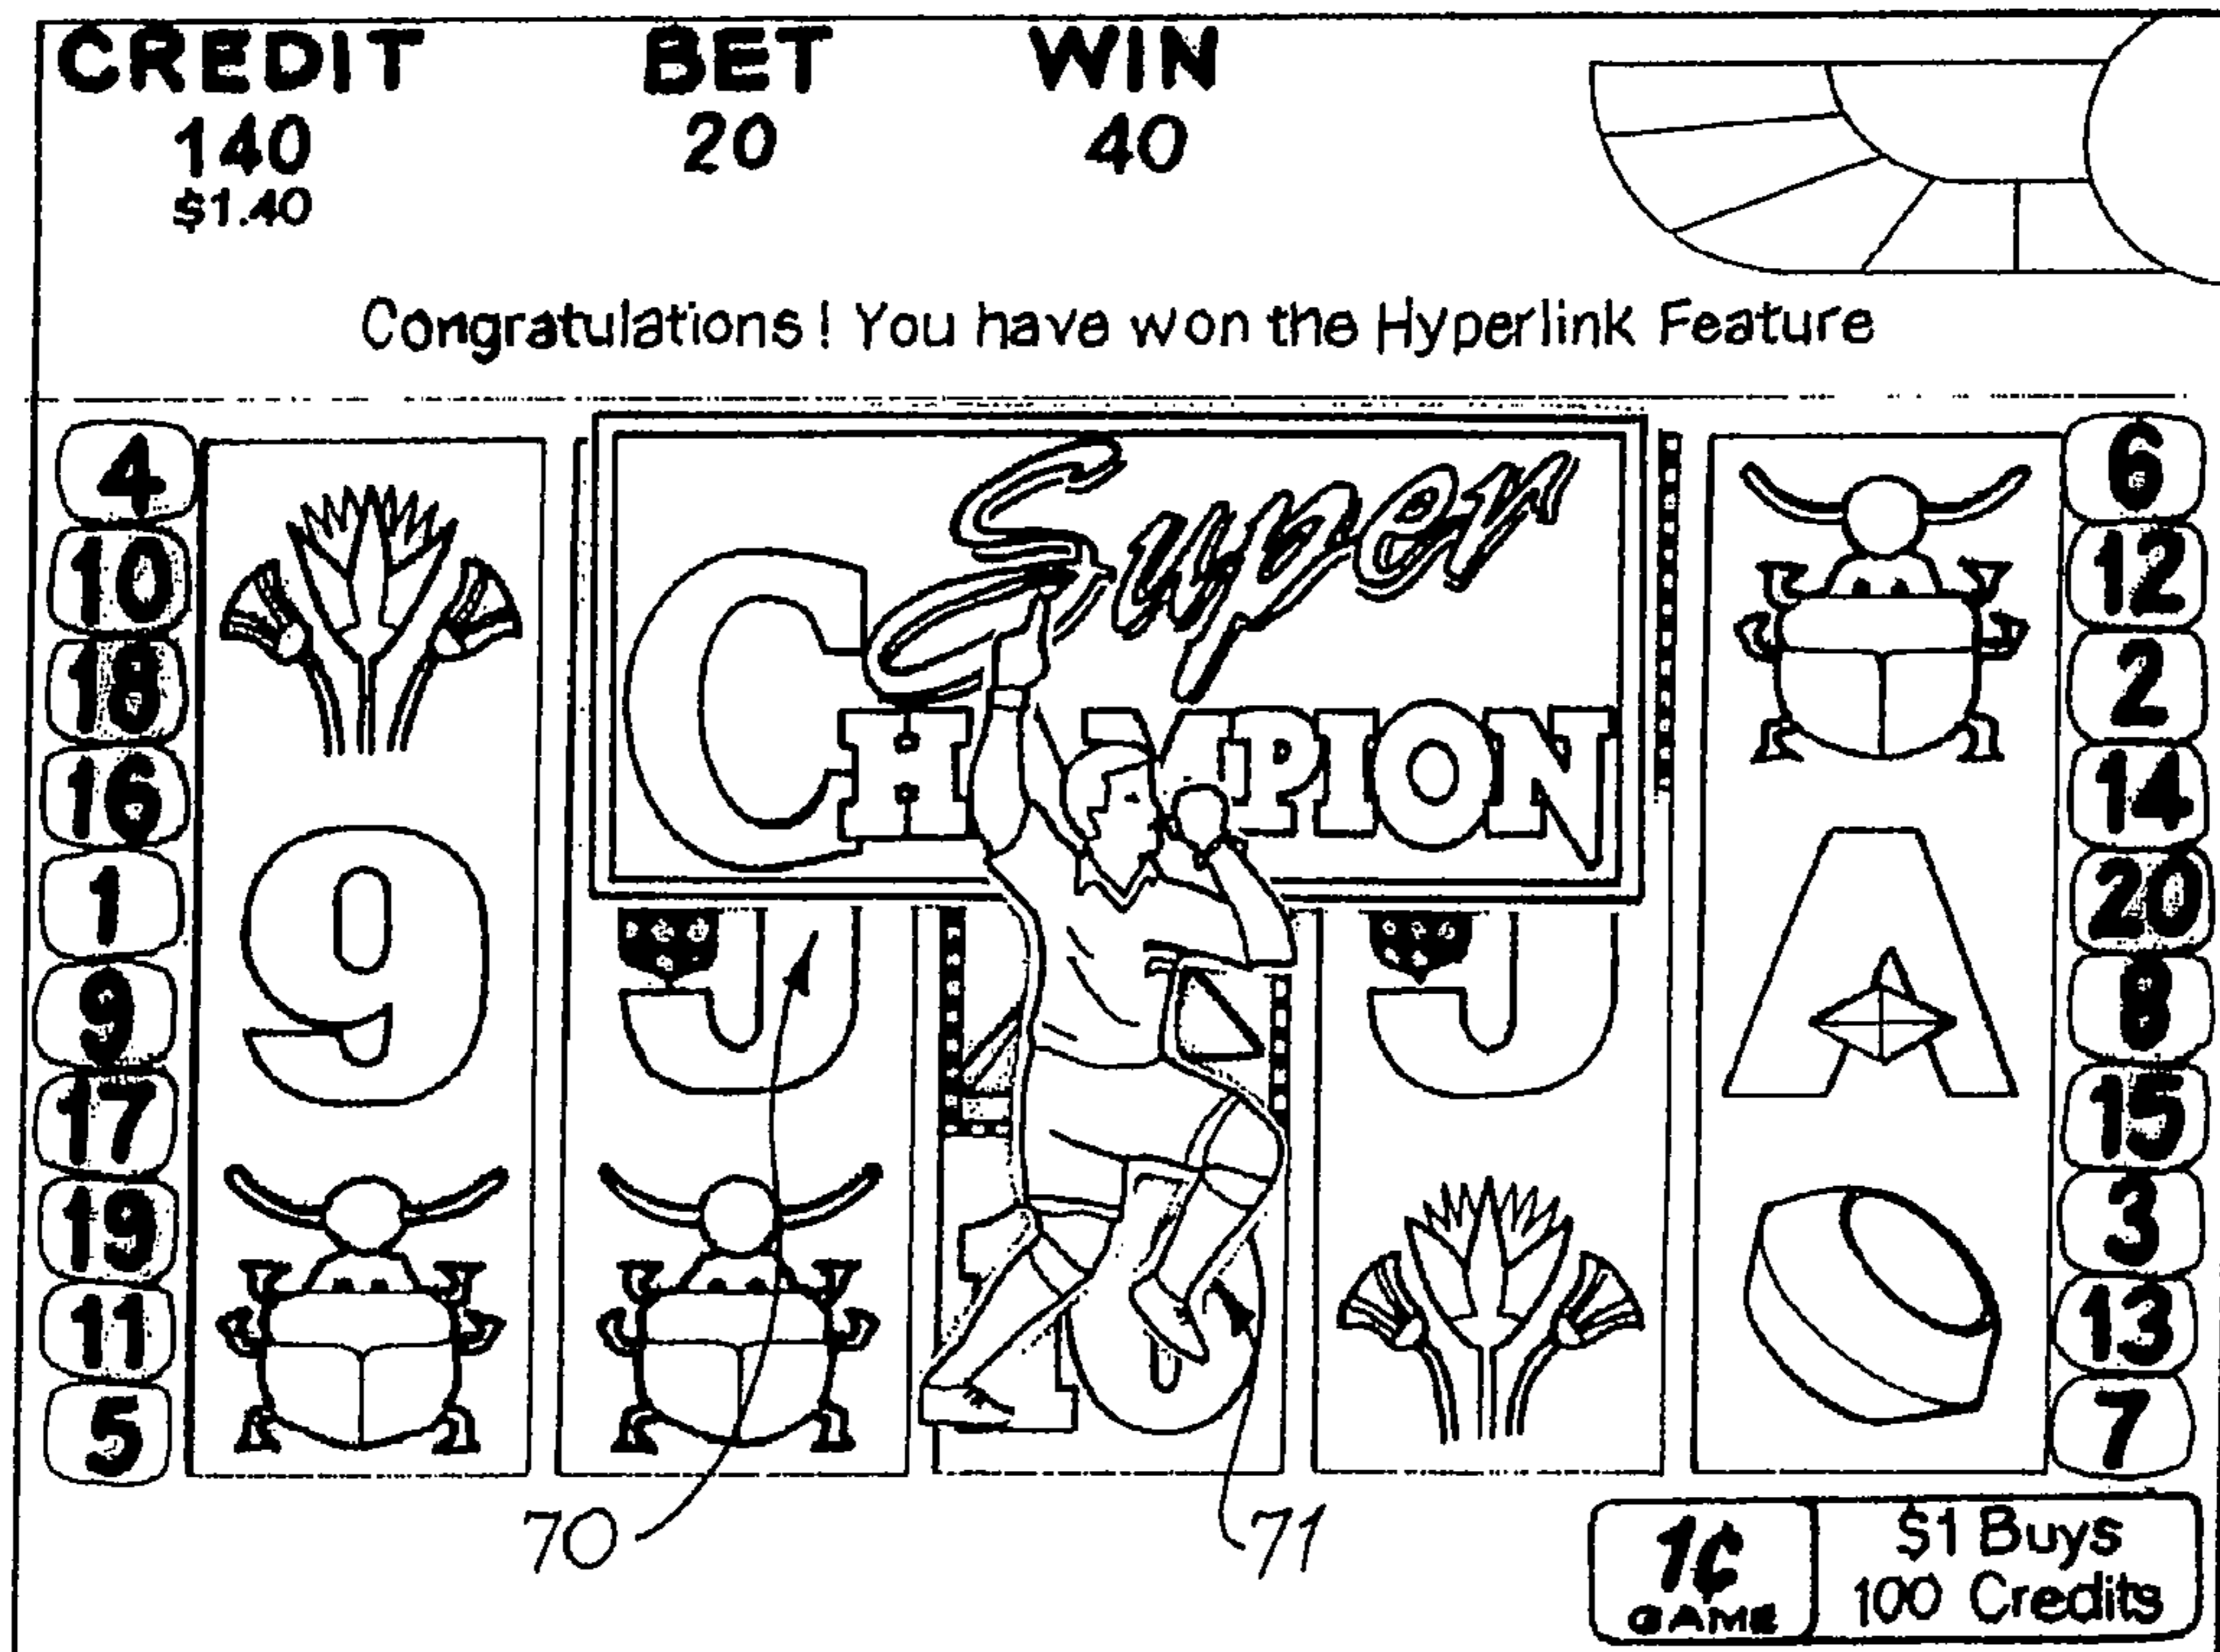 CREDIT BET WIN
140 20 40
$1.40
Congratulations! You have won the Hyperlink Feature
Super
CHAMPION
4 6
10 12
18 2
16 14
1 20
9 8
17 15
19 3
11 13
5 7
9 J J A
10
70 71
1¢ GAME
$1 Buys
100 Credits